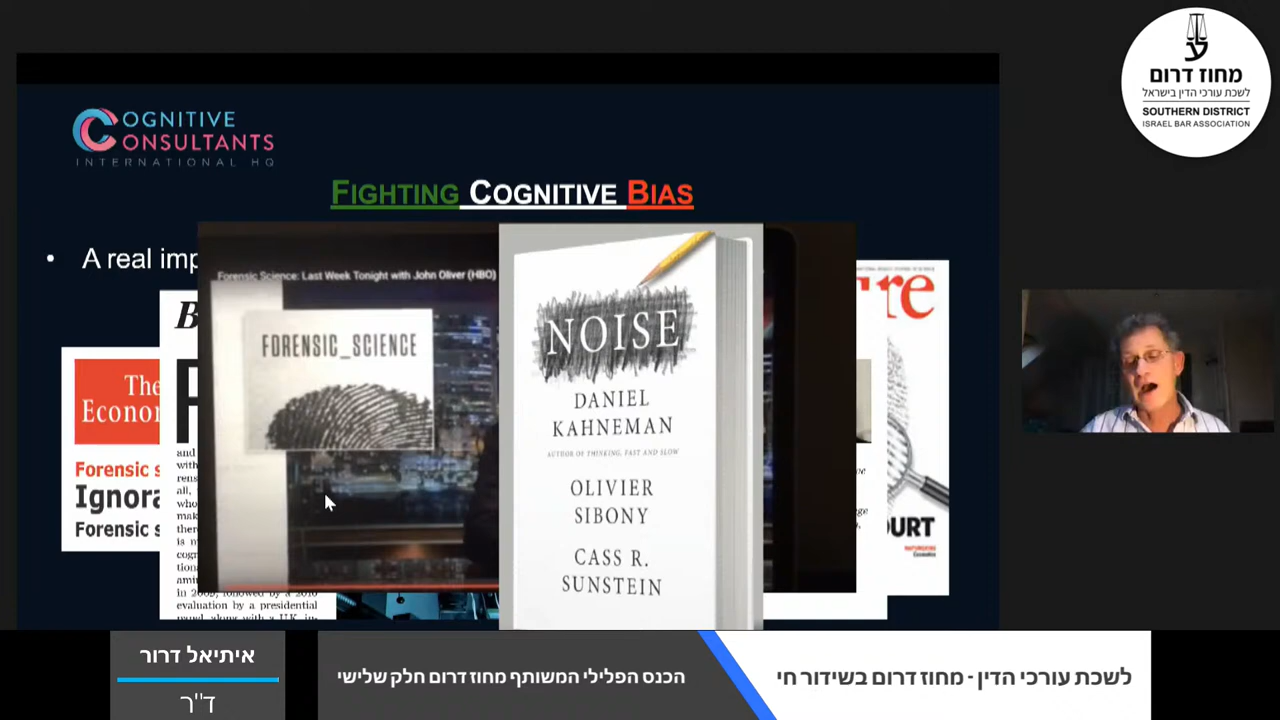 מחוז דרום
לשכת עורכי הדין בישראל
SOUTHERN DISTRICT
ISRAEL BAR ASSOCIATION
COGNITIVE
CONSULTANTS
INTERNATIONAL HQ
FIGHTING COGNITIVE BIAS
• A real imp
Forensic Science: Last Week Tonight with John Oliver (HBO)
FORENSIC_SCIENCE
NOISE
DANIEL
KAHNEMAN
AUTHOR OF THINKING, FAST AND SLOW
OLIVIER
SIBONY
CASS R.
SUNSTEIN
The
Econo
Forensic s
Ignora
Forensic s
and
with
rens
all,
who
mak
ther
is n
cogn
tiona
ami
in 2009, followed by a 2016
evaluation by a presidential
re
OURT
איתיאל דרור
ד"ר
הכנס הפלילי המשותף מחוז דרום חלק שלישי
לשכת עורכי הדין - מחוז דרום בשידור חי